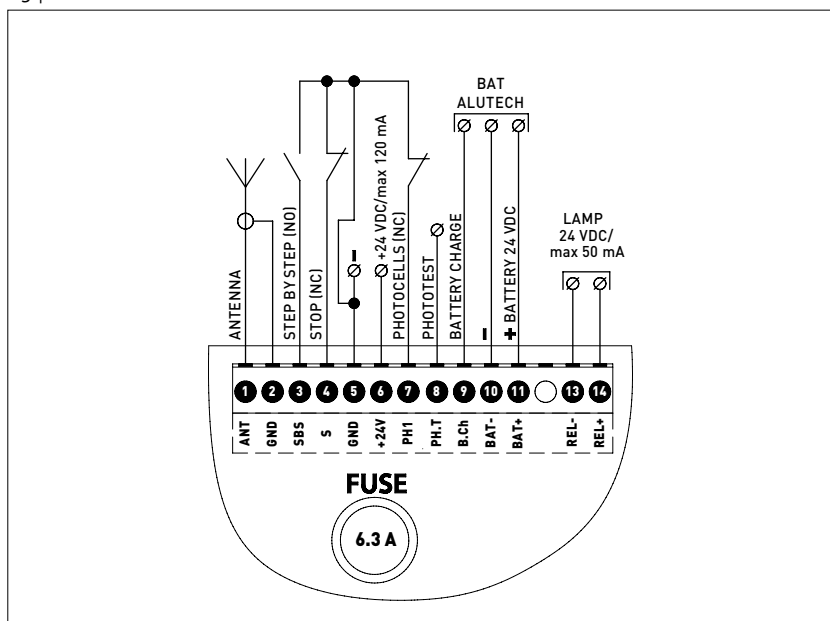 BAT
ALUTECH
ANTENNA
STEP BY STEP (NO)
STOP (NC)
−
+24 VDC/max 120 mA
PHOTOCELLS (NC)
PHOTOTEST
BATTERY CHARGE
−
+ BATTERY 24 VDC
LAMP
24 VDC/
max 50 mA
1 2 3 4 5 6 7 8 9 10 11 13 14
ANT GND SBS S GND +24V PH1 PH.T B.Ch BAT- BAT+ REL- REL+
FUSE
6.3 A